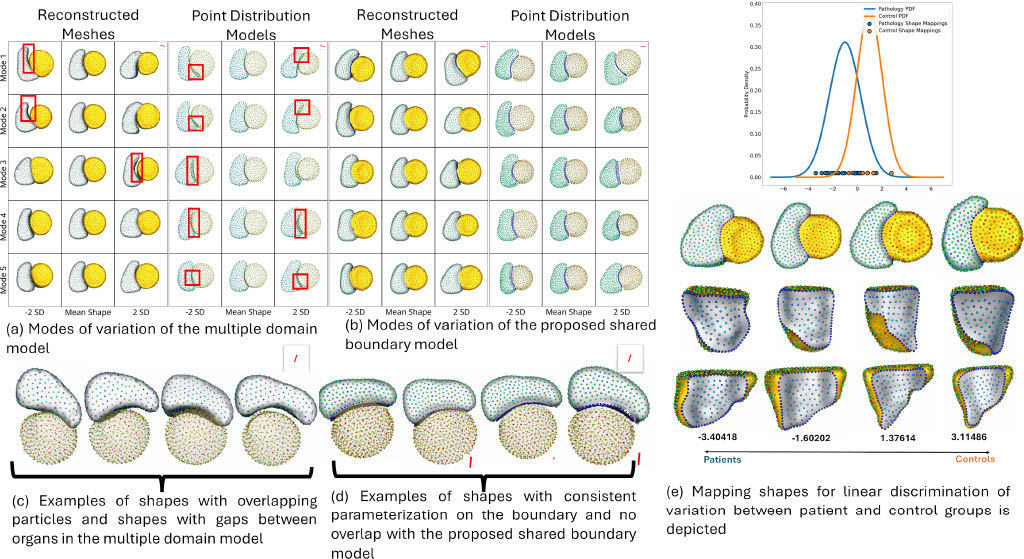 Reconstructed
Meshes
Point Distribution
Models
Reconstructed
Meshes
Point Distribution
Models
Mode 1
Mode 2
Mode 3
Mode 4
Mode 5
-2 SD
Mean Shape
2 SD
-2 SD
Mean Shape
2 SD
-2 SD
Mean Shape
2 SD
-2 SD
Mean Shape
2 SD
(a) Modes of variation of the multiple domain
model
(b) Modes of variation of the proposed shared
boundary model
(c) Examples of shapes with overlapping
particles and shapes with gaps between
organs in the multiple domain model
(d) Examples of shapes with consistent
parameterization on the boundary and no
overlap with the proposed shared boundary
model
Pathology PDF
Control PDF
Pathology Shape Mappings
Control Shape Mappings
Probability Density
0.40
0.35
0.30
0.25
0.20
0.15
0.10
0.05
0.00
-6
-4
-2
0
2
4
6
-3.40418
-1.60202
1.37614
3.11486
Patients
Controls
(e) Mapping shapes for linear discrimination of
variation between patient and control groups is
depicted